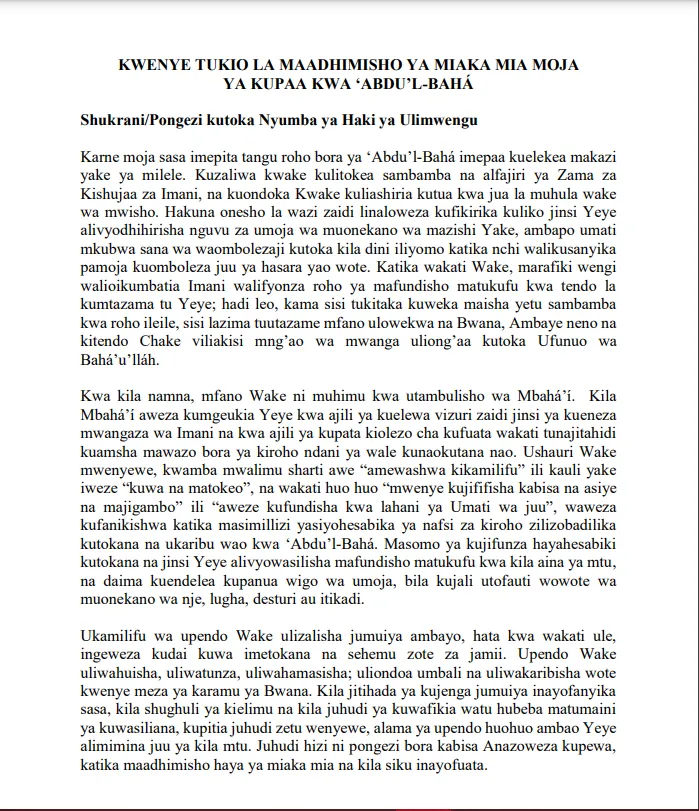 KWENYE TUKIO LA MAADHIMISHO YA MIAKA MIA MOJA
YA KUPAA KWA ‘ABDU’L-BAHÁ
Shukrani/Pongezi kutoka Nyumba ya Haki ya Ulimwengu
Karne moja sasa imepita tangu roho bora ya ‘Abdu’l-Bahá imepaa kuelekea makazi
yake ya milele. Kuzaliwa kwake kulitokea sambamba na alfajiri ya Zama za
Kishujaa za Imani, na kuondoka Kwake kuliashiria kutua kwa jua la muhula wake
wa mwisho. Hakuna onesho la wazi zaidi linaloweza kufikirika kuliko jinsi Yeye
alivyodhihirisha nguvu za umoja wa muonekano wa mazishi Yake, ambapo umati
mkubwa sana wa waombolezaji kutoka kila dini iliyomo katika nchi walikusanyika
pamoja kuomboleza juu ya hasara yao wote. Katika wakati Wake, marafiki wengi
walioikumbatia Imani walifyonza roho ya mafundisho matukufu kwa tendo la
kumtazama tu Yeye; hadi leo, kama sisi tukitaka kuweka maisha yetu sambamba
kwa roho ileile, sisi lazima tuutazame mfano ulowekwa na Bwana, Ambaye neno na
kitendo Chake viliakisi mng’ao wa mwanga uliong’aa kutoka Ufunuo wa
Bahá’u’lláh.
Kwa kila namna, mfano Wake ni muhimu kwa utambulisho wa Mbahá’í. Kila
Mbahá’í aweza kumgeukia Yeye kwa ajili ya kuelewa vizuri zaidi jinsi ya kueneza
mwangaza wa Imani na kwa ajili ya kupata kiolezo cha kufuata wakati tunajitahidi
kuamsha mawazo bora ya kiroho ndani ya wale kunaokutana nao. Ushauri Wake
mwenyewe, kwamba mwalimu sharti awe “amewashwa kikamilifu” ili kauli yake
iweze “kuwa na matokeo”, na wakati huo huo “mwenye kujififisha kabisa na asiye
na majigambo” ili “aweze kufundisha kwa lahani ya Umati wa juu”, waweza
kufanikishwa katika masimillizi yasiyohesabika ya nafsi za kiroho zilizobadilika
kutokana na ukaribu wao kwa ‘Abdu’l-Bahá. Masomo ya kujifunza hayahesabiki
kutokana na jinsi Yeye alivyowasilisha mafundisho matukufu kwa kila aina ya mtu,
na daima kuendelea kupanua wigo wa umoja, bila kujali utofauti wowote wa
muonekano wa nje, lugha, desturi au itikadi.
Ukamilifu wa upendo Wake ulizalisha jumuiya ambayo, hata kwa wakati ule,
ingeweza kudai kuwa imetokana na sehemu zote za jamii. Upendo Wake
uliwahuisha, uliwatunza, uliwahamasisha; uliondoa umbali na uliwakaribisha wote
kwenye meza ya karamu ya Bwana. Kila jitihada ya kujenga jumuiya inayofanyika
sasa, kila shughuli ya kielimu na kila juhudi ya kuwafikia watu hubeba matumaini
ya kuwasiliana, kupitia juhudi zetu wenyewe, alama ya upendo huohuo ambao Yeye
alimimina juu ya kila mtu. Juhudi hizi ni pongezi bora kabisa Anazoweza kupewa,
katika maadhimisho haya ya miaka mia na kila siku inayofuata.